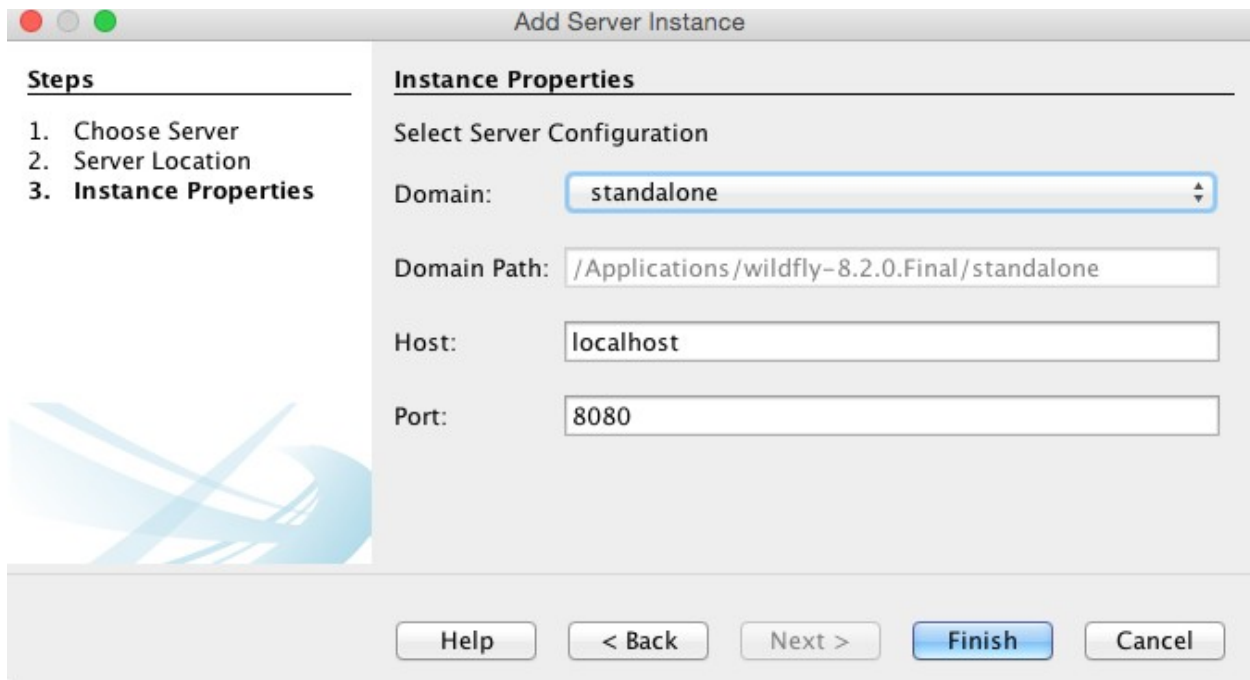 Add Server Instance
Steps
1. Choose Server
2. Server Location
3. Instance Properties
Instance Properties
Select Server Configuration
Domain: standalone
Domain Path: /Applications/wildfly-8.2.0.Final/standalone
Host: localhost
Port: 8080
Help < Back Next > Finish Cancel